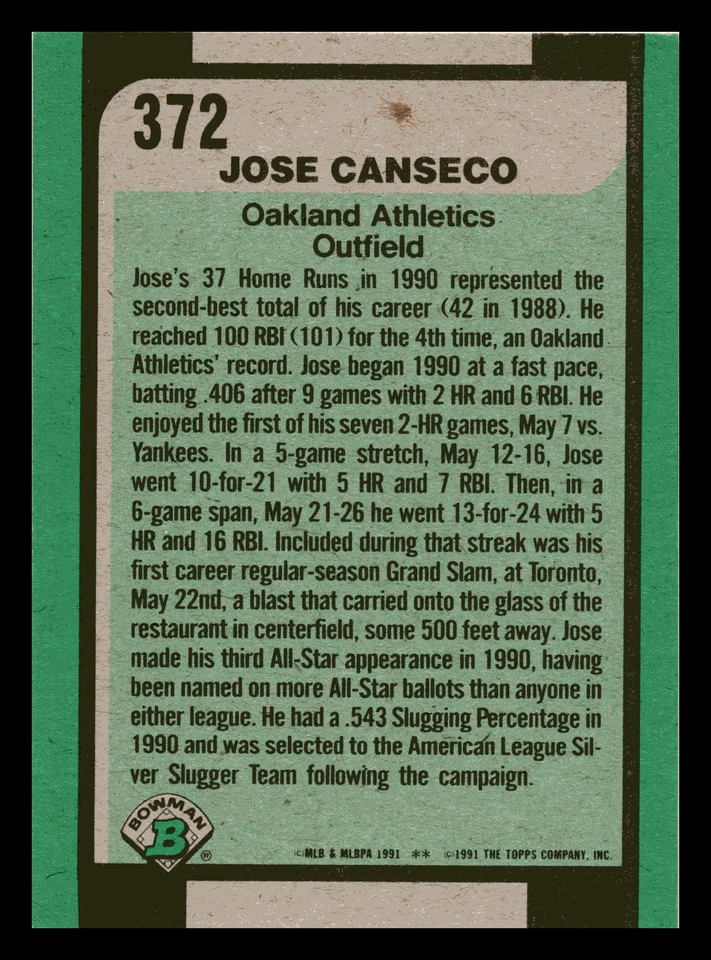 372
JOSE CANSECO
Oakland Athletics
Outfield
Jose's 37 Home Runs in 1990 represented the
second-best total of his career (42 in 1988). He
reached 100 RBI (101) for the 4th time, an Oakland
Athletics' record. Jose began 1990 at a fast pace,
batting .406 after 9 games with 2 HR and 6 RBI. He
enjoyed the first of his seven 2-HR games, May 7 vs.
Yankees. In a 5-game stretch, May 12-16, Jose
went 10-for-21 with 5 HR and 7 RBI. Then, in a
6-game span, May 21-26 he went 13-for-24 with 5
HR and 16 RBI. Included during that streak was his
first career regular-season Grand Slam, at Toronto,
May 22nd, a blast that carried onto the glass of the
restaurant in centerfield, some 500 feet away. Jose
made his third All-Star appearance in 1990, having
been named on more All-Star ballots than anyone in
either league. He had a .543 Slugging Percentage in
1990 and was selected to the American League Sil-
ver Slugger Team following the campaign.
BOWMAN
B ®
©MLB & MLBPA 1991 ** ©1991 THE TOPPS COMPANY, INC.